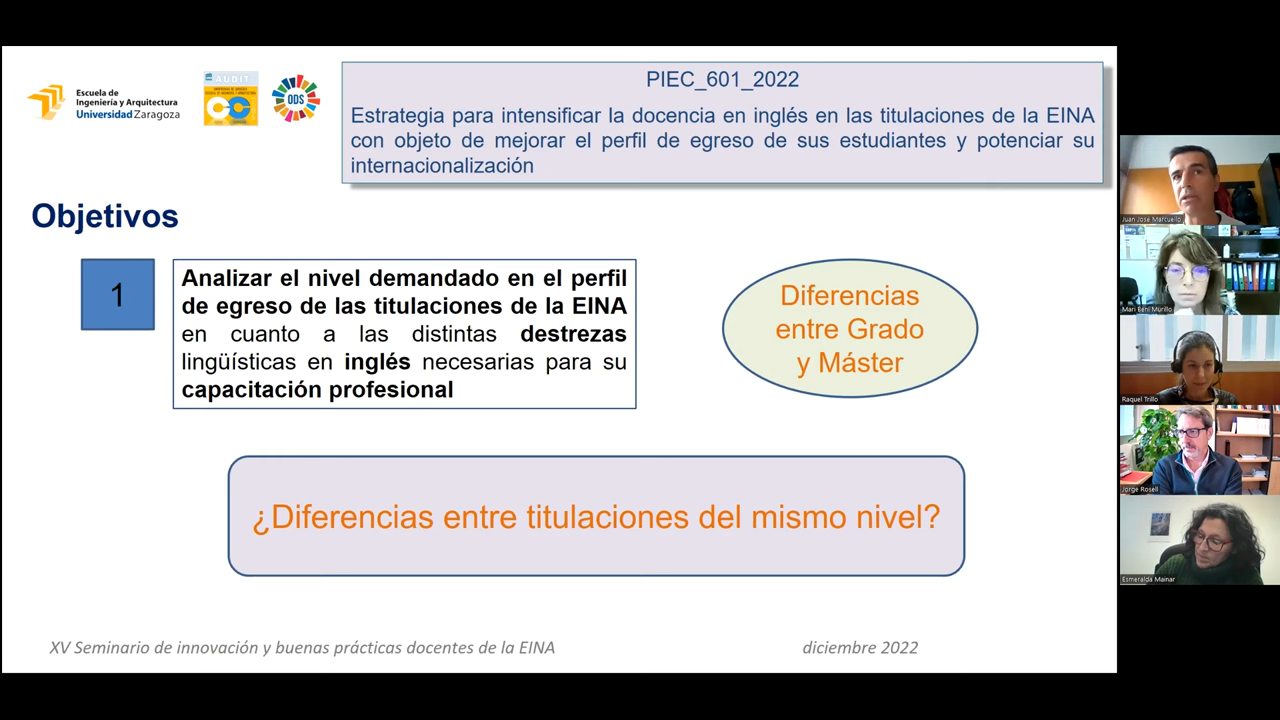 Escuela de
Ingeniería y Arquitectura
Universidad Zaragoza
AUDIT
ODS
PIEC_601_2022
Estrategia para intensificar la docencia en inglés en las titulaciones de la EINA
con objeto de mejorar el perfil de egreso de sus estudiantes y potenciar su
internacionalización
Objetivos
1
Analizar el nivel demandado en el perfil
de egreso de las titulaciones de la EINA
en cuanto a las distintas destrezas
lingüísticas en inglés necesarias para su
capacitación profesional
Diferencias
entre Grado
y Máster
¿Diferencias entre titulaciones del mismo nivel?
XV Seminario de innovación y buenas prácticas docentes de la EINA
diciembre 2022
Juan José Marcuello
Mari Beni Murillo
Raquel Trillo
Jorge Rosell
Esmeralda Mainar